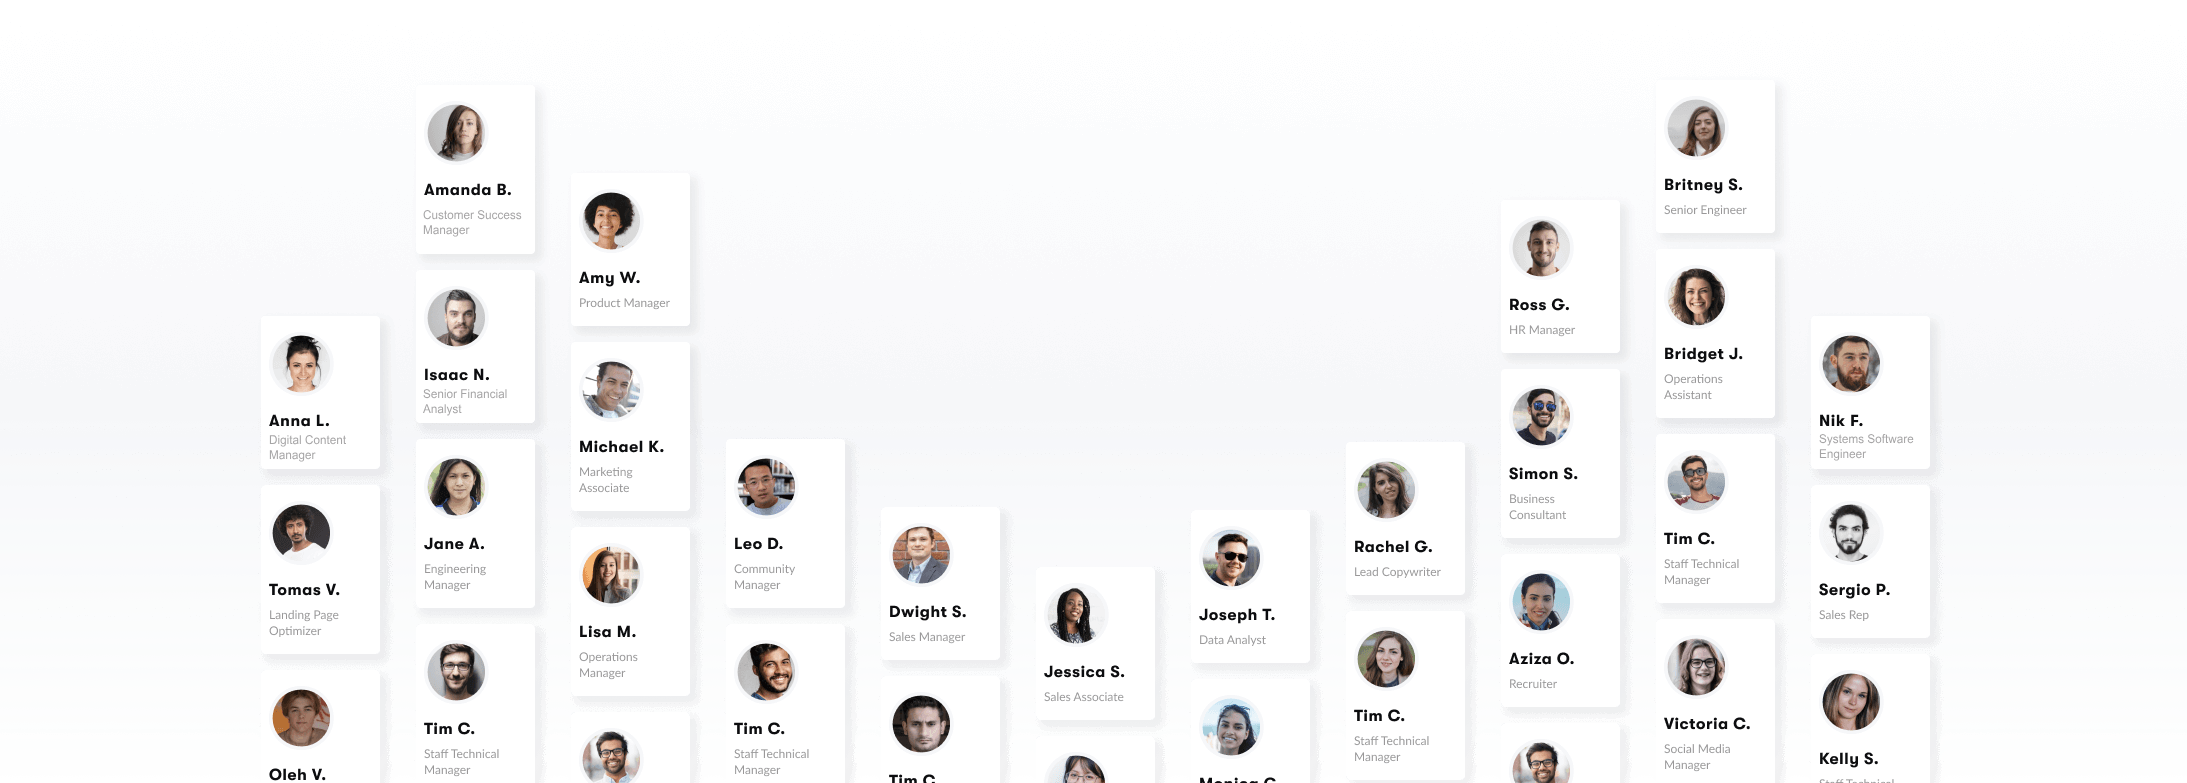 Anna L.
Digital Content
Manager
Tomas V.
Landing Page
Optimizer
Oleh V.
Amanda B.
Customer Success
Manager
Isaac N.
Senior Financial
Analyst
Jane A.
Engineering
Manager
Tim C.
Staff Technical
Manager
Amy W.
Product Manager
Michael K.
Marketing
Associate
Lisa M.
Operations
Manager
Leo D.
Community
Manager
Tim C.
Staff Technical
Manager
Dwight S.
Sales Manager
Tim C.
Jessica S.
Sales Associate
Joseph T.
Data Analyst
Monica
Rachel G.
Lead Copywriter
Tim C.
Staff Technical
Manager
Ross G.
HR Manager
Simon S.
Business
Consultant
Aziza O.
Recruiter
Britney S.
Senior Engineer
Bridget J.
Operations
Assistant
Tim C.
Staff Technical
Manager
Victoria C.
Social Media
Manager
Nik F.
Systems Software
Engineer
Sergio P.
Sales Rep
Kelly S.
Staff Technical